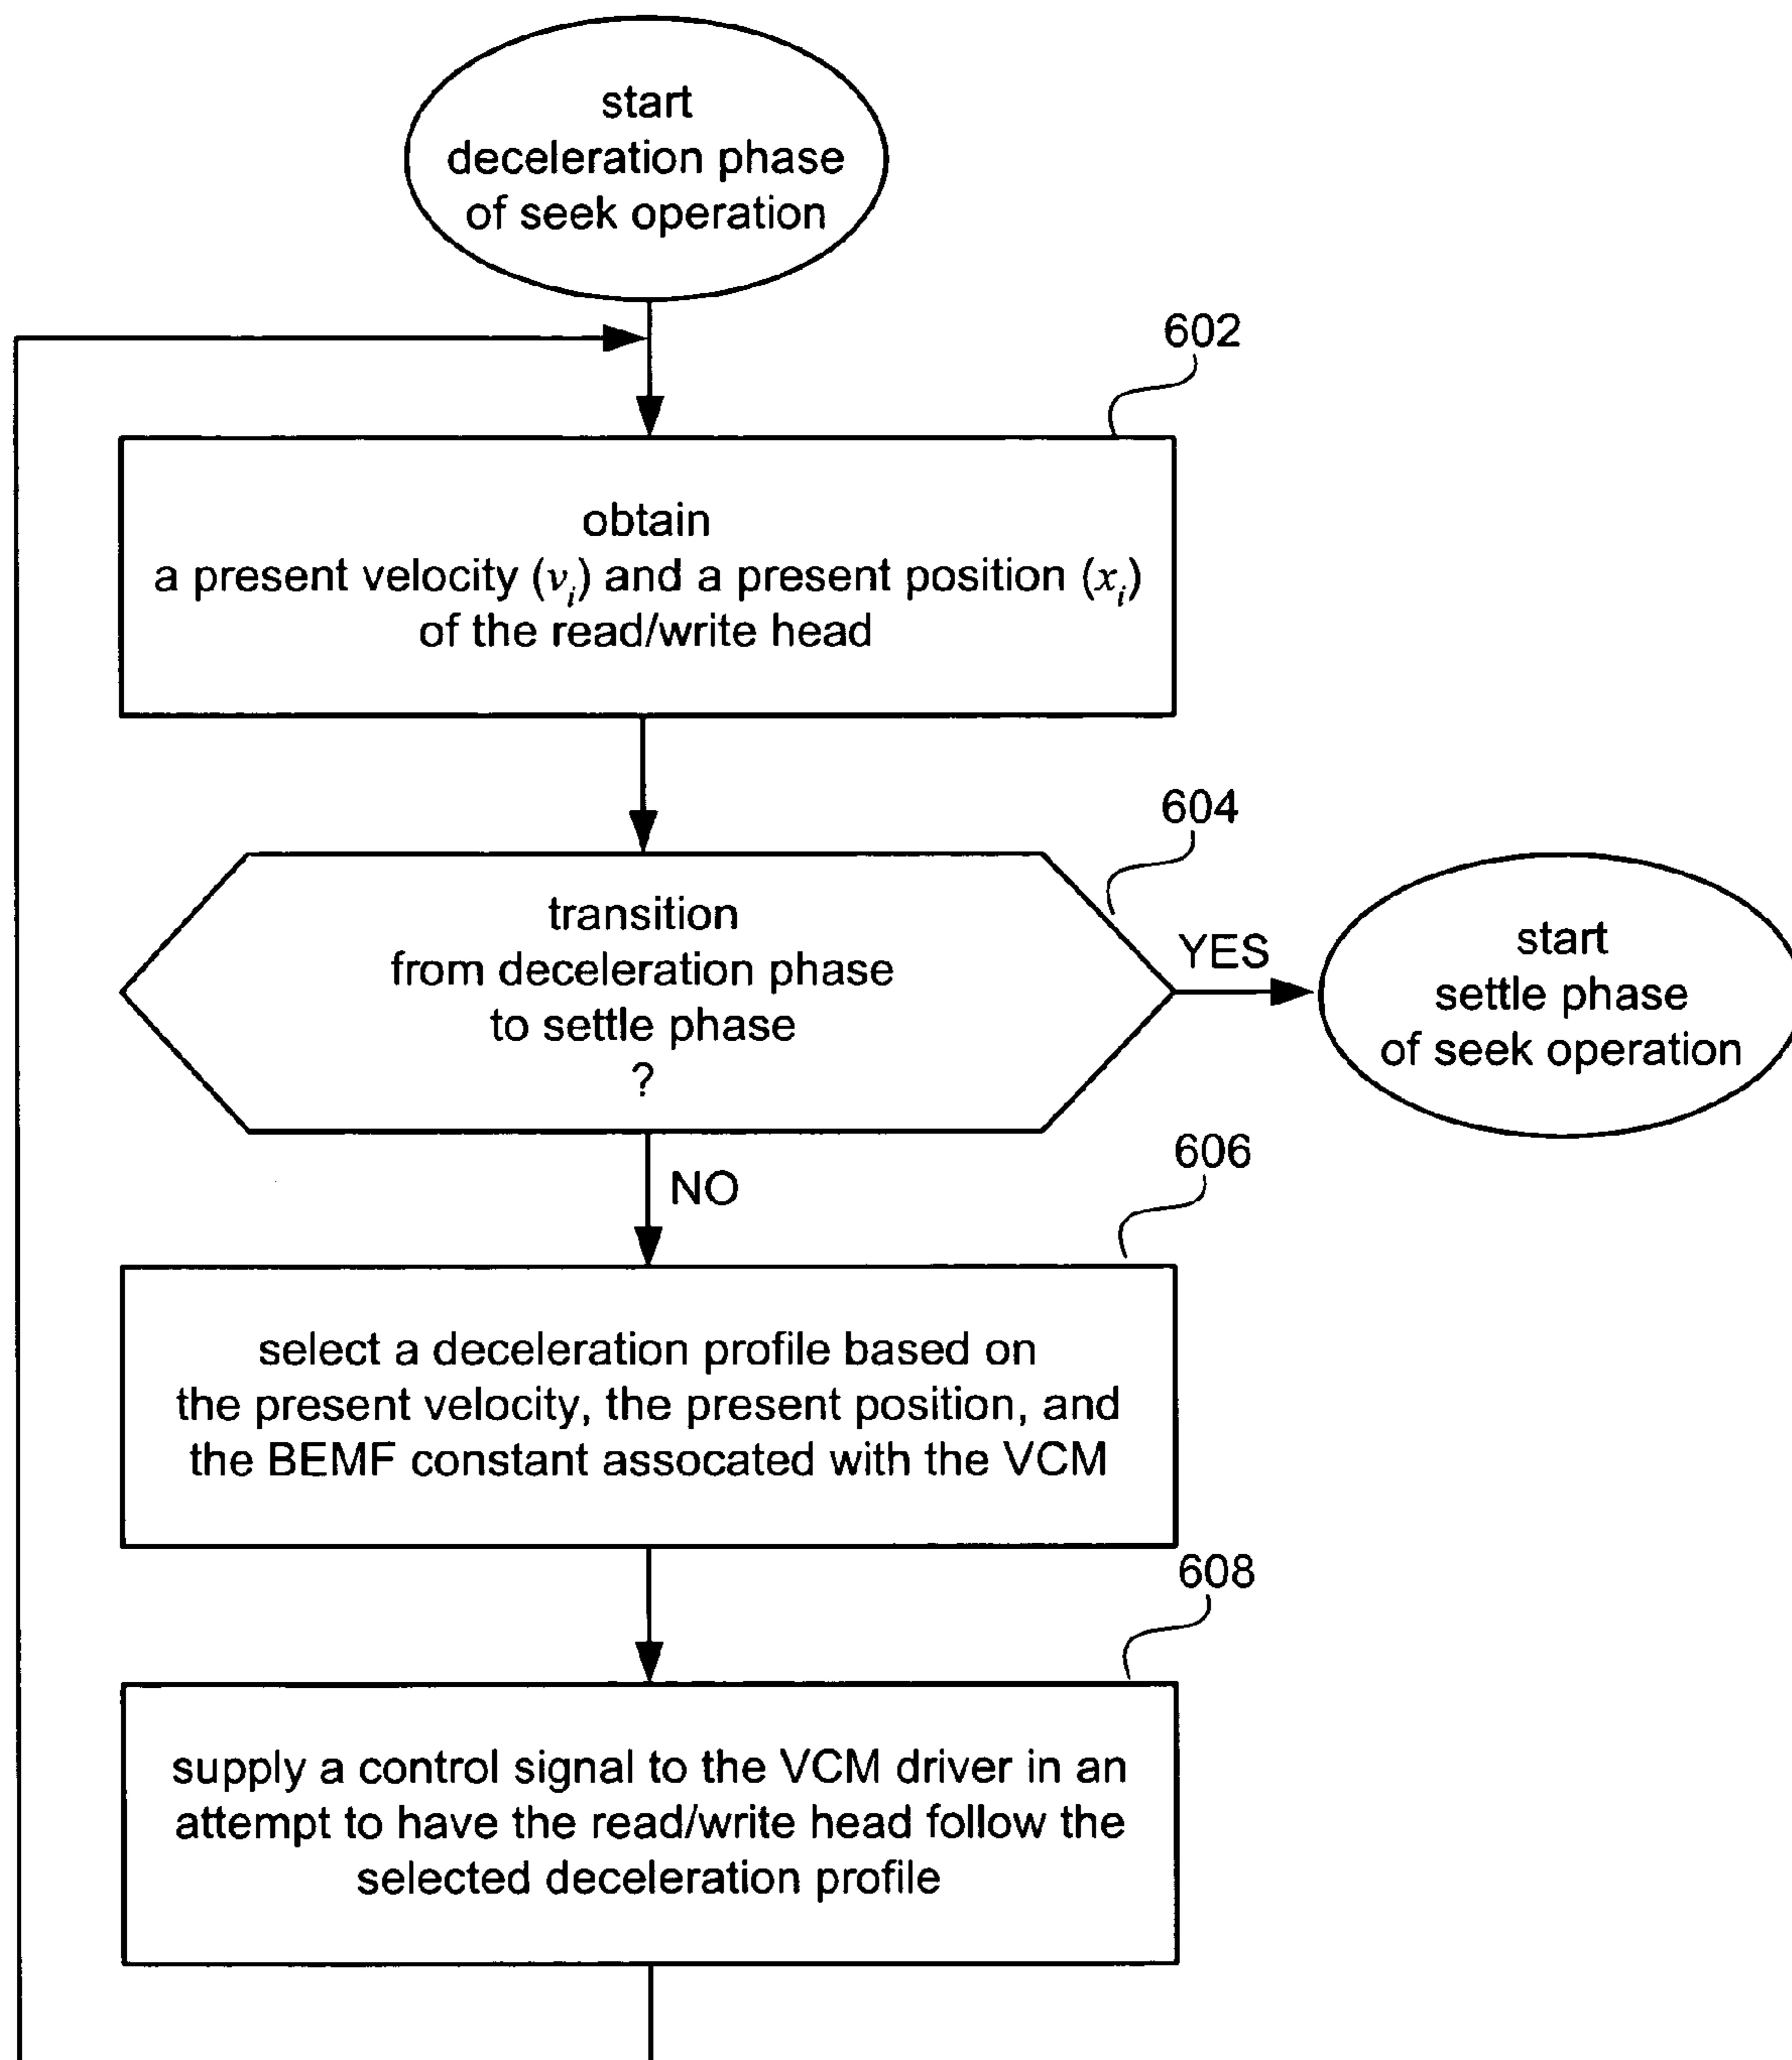 start
deceleration phase
of seek operation
602
obtain
a present velocity (v_i) and a present position (x_i)
of the read/write head
604
transition
from deceleration phase
to settle phase
?
YES
start
settle phase
of seek operation
NO
606
select a deceleration profile based on
the present velocity, the present position, and
the BEMF constant assocated with the VCM
608
supply a control signal to the VCM driver in an
attempt to have the read/write head follow the
selected deceleration profile